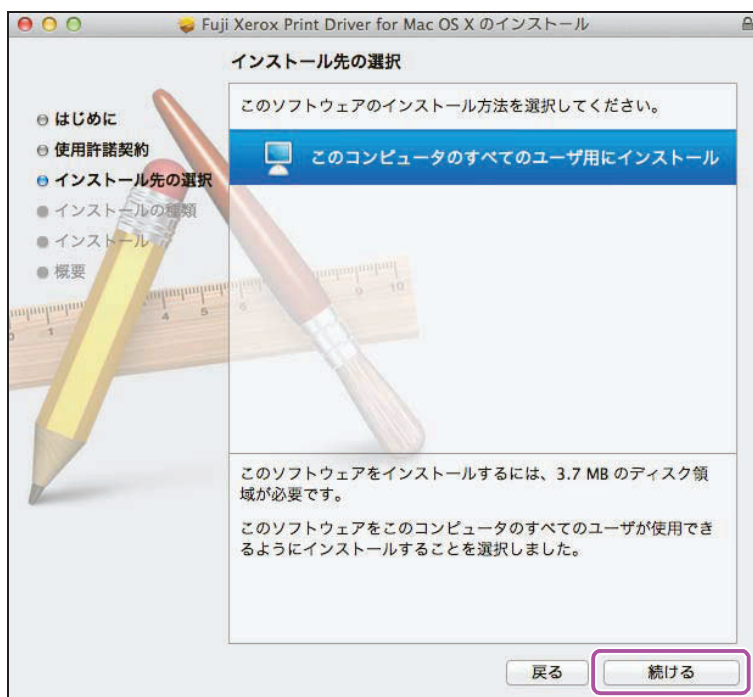 Fuji Xerox Print Driver for Mac OS X のインストール
インストール先の選択
はじめに
使用許諾契約
インストール先の選択
インストールの種類
インストール
概要
このソフトウェアのインストール方法を選択してください。
このコンピュータのすべてのユーザ用にインストール
1
4
5
6
9
10
このソフトウェアをインストールするには、3.7 MB のディスク領
域が必要です。
このソフトウェアをこのコンピュータのすべてのユーザが使用でき
るようにインストールすることを選択しました。
戻る
続ける